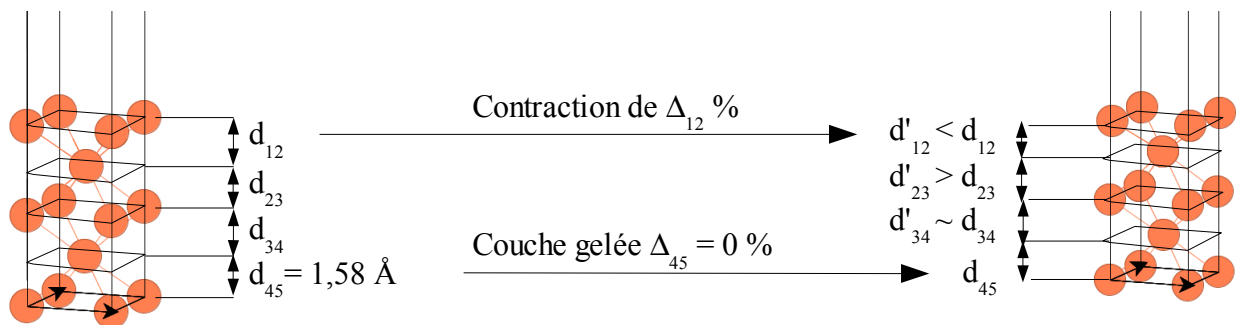 d₁₂
d₂₃
d₃₄
d₄₅ = 1,58 Å
Contraction de Δ₁₂ %
Couche gelée Δ₄₅ = 0 %
d'₁₂ < d₁₂
d'₂₃ > d₂₃
d'₃₄ ~ d₃₄
d₄₅